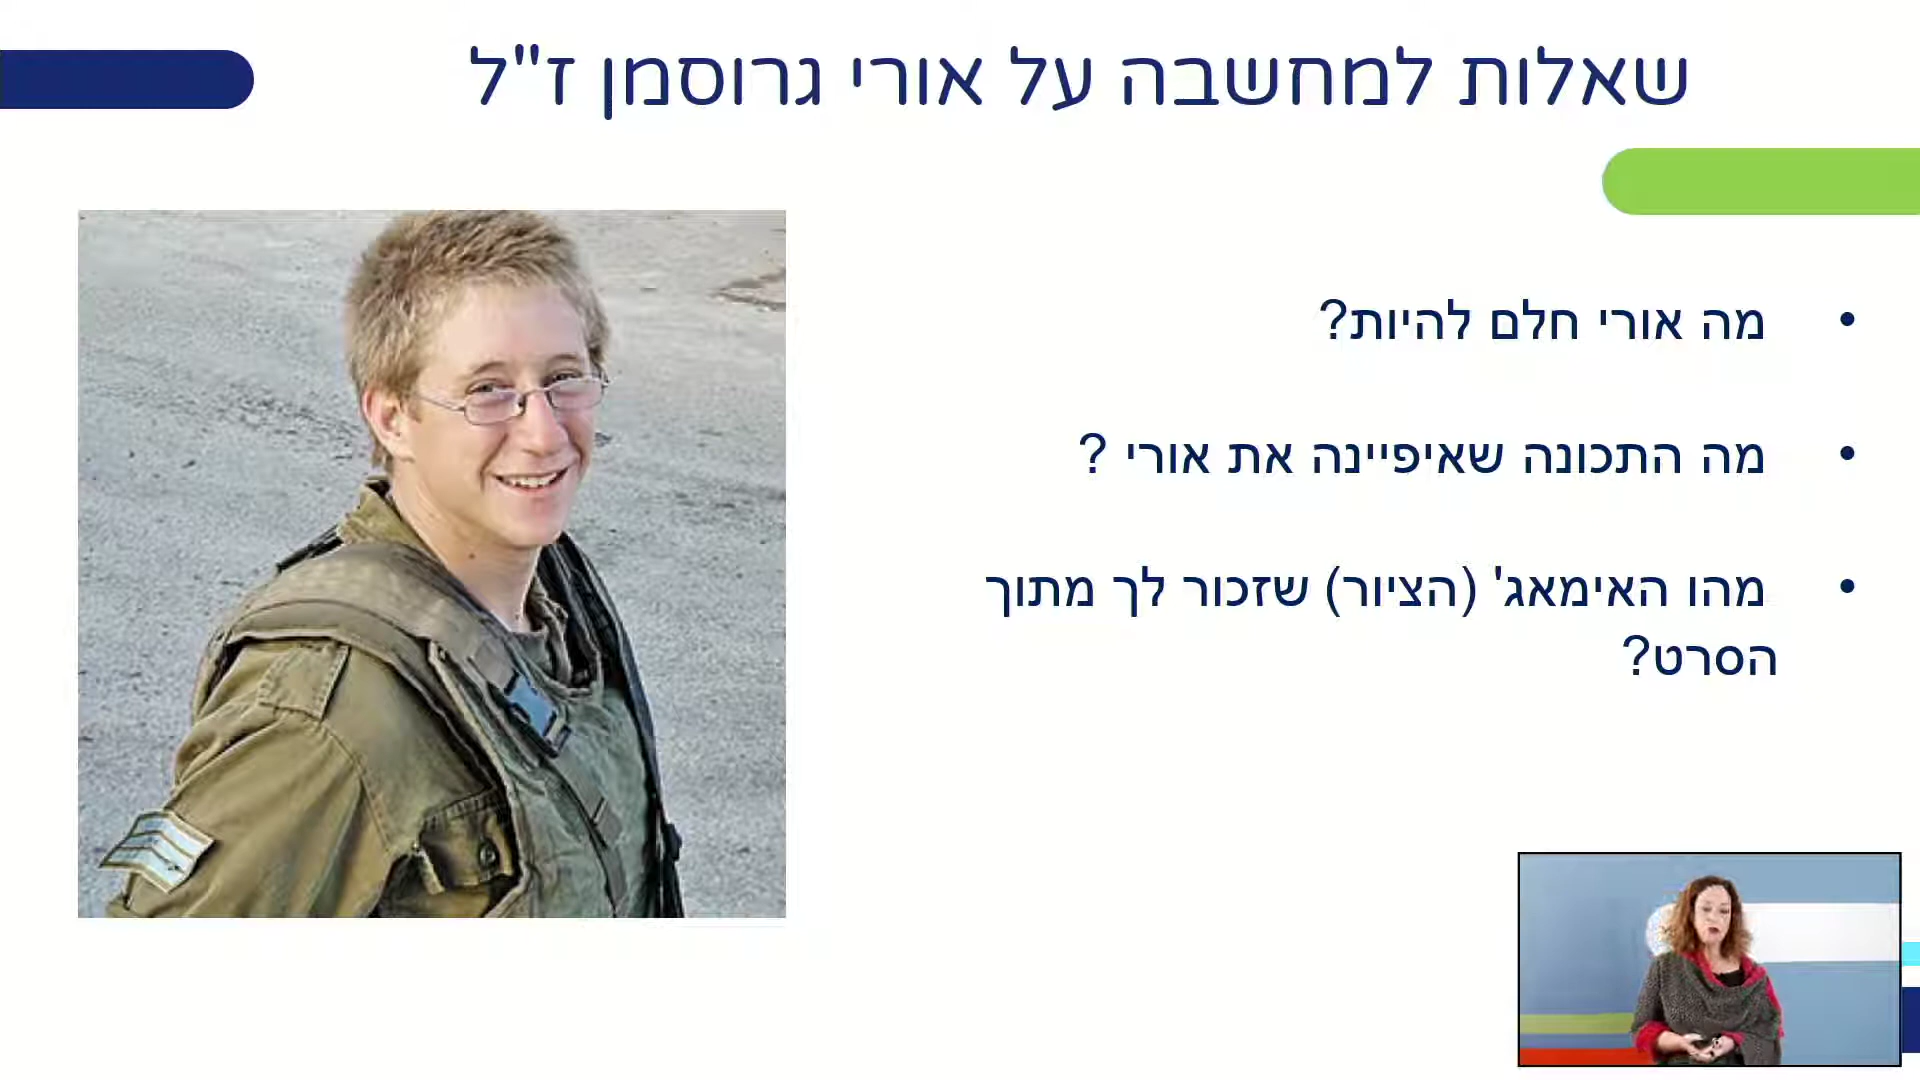 שאלות למחשבה על אורי גרוסמן ז"ל
• מה אורי חלם להיות?
• מה התכונה שאיפיינה את אורי ?
• מהו האימאג' (הציור) שזכור לך מתוך
הסרט?